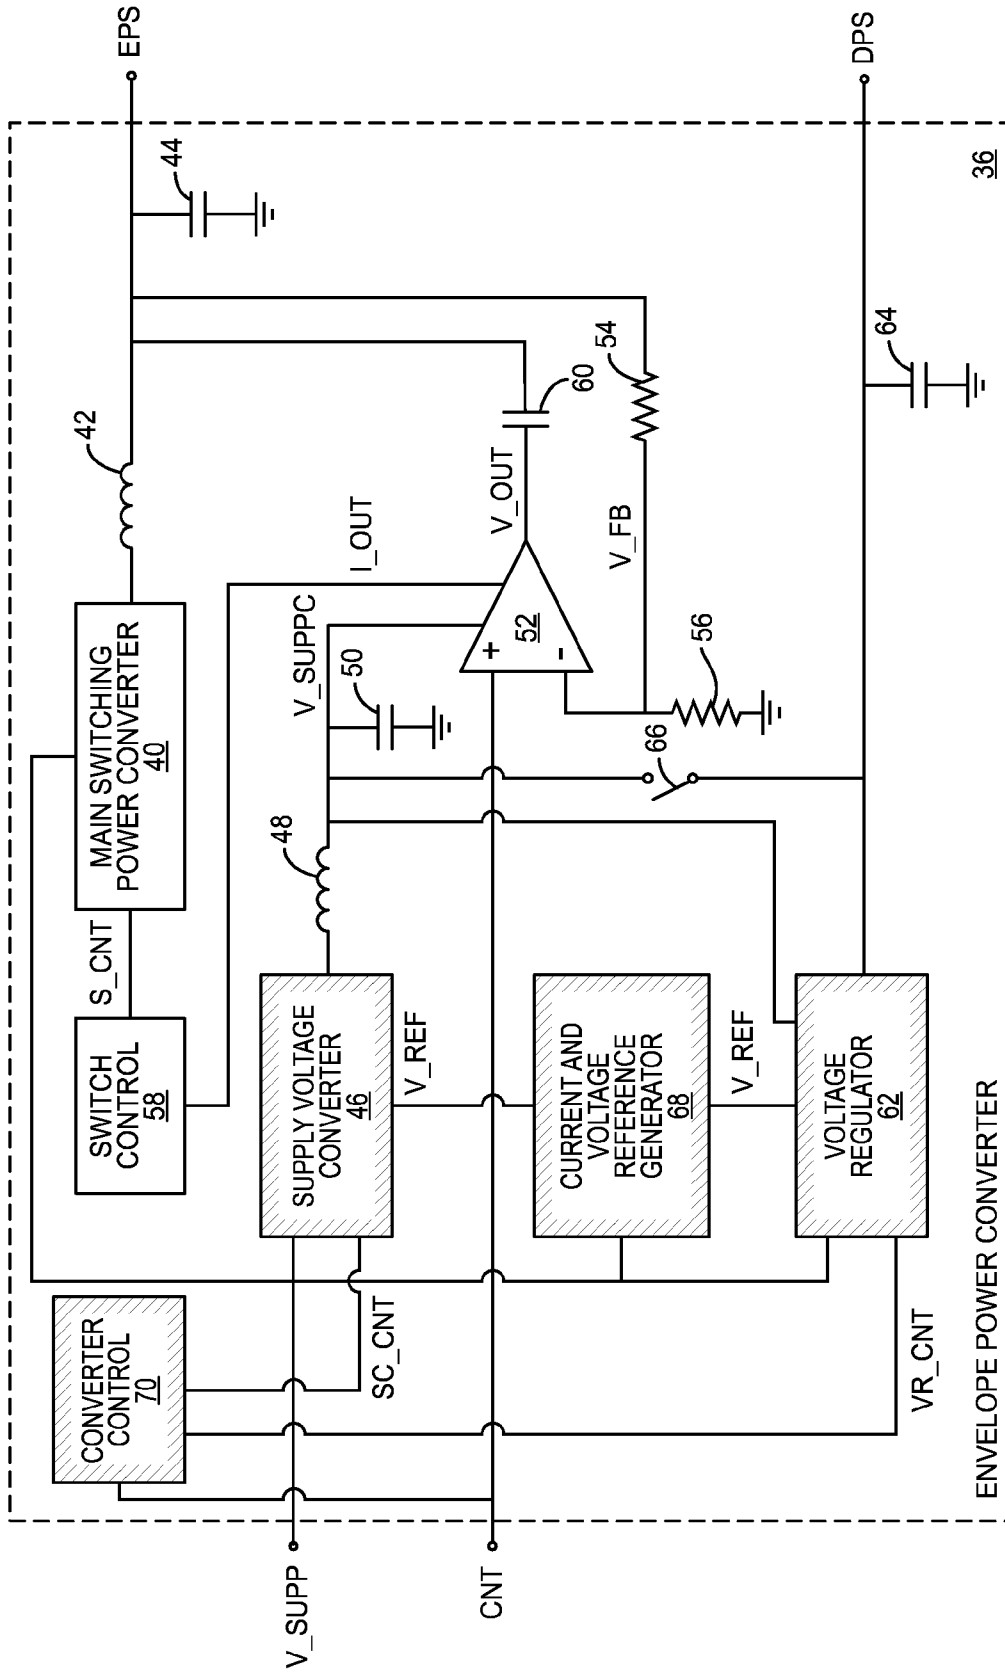 EPS
44
42
MAIN SWITCHING
POWER CONVERTER
40
S_CNT
SWITCH
CONTROL
58
I_OUT
V_SUPPC
50
48
V_OUT
60
+
-
52
54
V_FB
56
66
SUPPLY VOLTAGE
CONVERTER
46
V_REF
CURRENT AND
VOLTAGE
REFERENCE
GENERATOR
68
V_REF
VOLTAGE
REGULATOR
62
64
DPS
CONVERTER
CONTROL
70
SC_CNT
VR_CNT
V_SUPP
CNT
ENVELOPE POWER CONVERTER
36